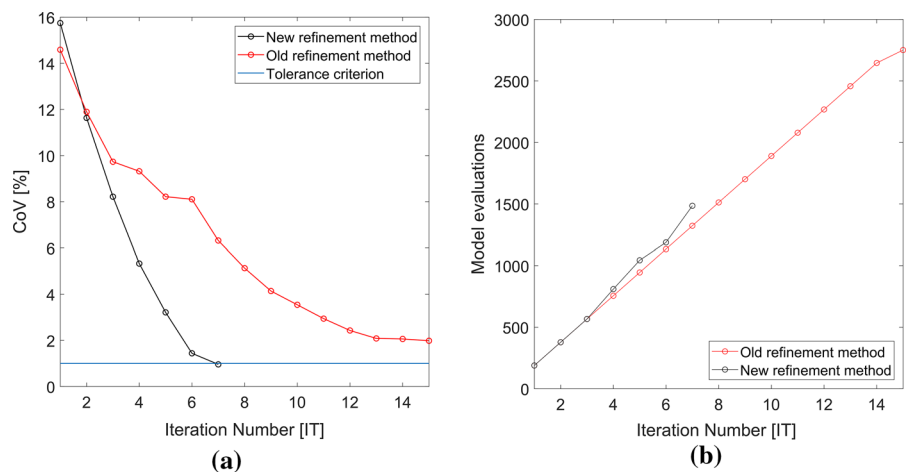 16
14
12
10
8
6
4
2
0
CoV [%]
New refinement method
Old refinement method
Tolerance criterion
2 4 6 8 10 12 14
Iteration Number [IT]
(a)
3000
2500
2000
1500
1000
500
0
Model evaluations
Old refinement method
New refinement method
2 4 6 8 10 12 14
Iteration Number [IT]
(b)